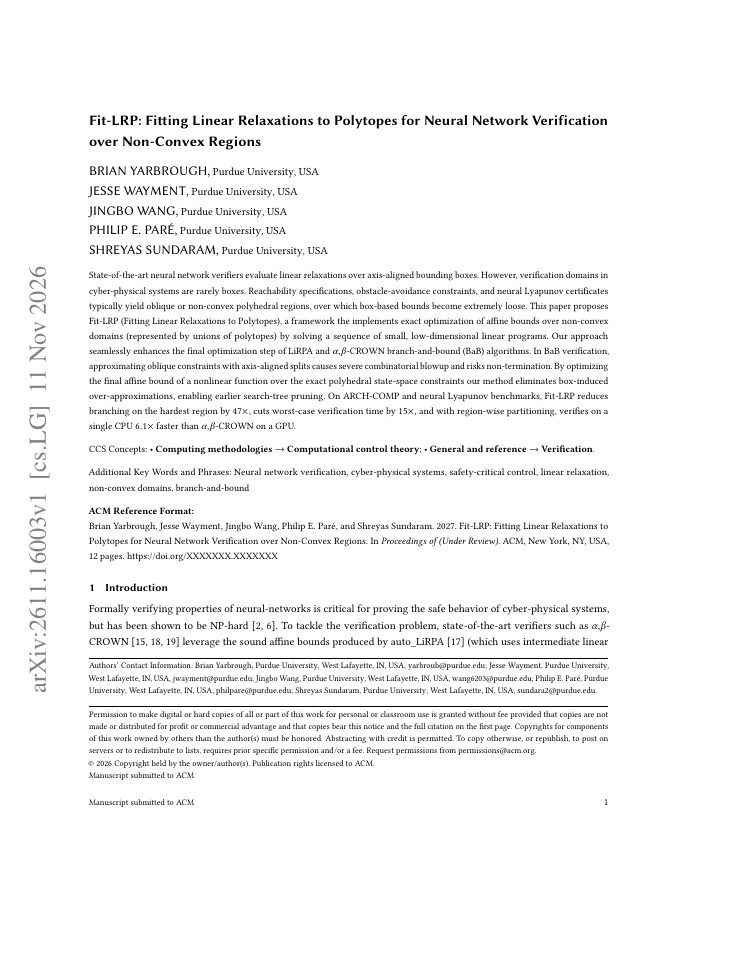 Fit-LRP: Fitting Linear Relaxations to Polytopes for Neural Network Verification
over Non-Convex Regions
BRIAN YARBROUGH, Purdue University, USA
JESSE WAYMENT, Purdue University, USA
JINGBO WANG, Purdue University, USA
PHILIP E. PARÉ, Purdue University, USA
SHREYAS SUNDARAM, Purdue University, USA
State-of-the-art neural network verifiers evaluate linear relaxations over axis-aligned bounding boxes. However, verification domains in
cyber-physical systems are rarely boxes. Reachability specifications, obstacle-avoidance constraints, and neural Lyapunov certificates
typically yield oblique or non-convex polyhedral regions, over which box-based bounds become extremely loose. This paper proposes
Fit-LRP (Fitting Linear Relaxations to Polytopes), a framework the implements exact optimization of affine bounds over non-convex
domains (represented by unions of polytopes) by solving a sequence of small, low-dimensional linear programs. Our approach
seamlessly enhances the final optimization step of LiRPA and α,β-CROWN branch-and-bound (BaB) algorithms. In BaB verification,
approximating oblique constraints with axis-aligned splits causes severe combinatorial blowup and risks non-termination. By optimizing
the final affine bound of a nonlinear function over the exact polyhedral state-space constraints our method eliminates box-induced
over-approximations, enabling earlier search-tree pruning. On ARCH-COMP and neural Lyapunov benchmarks, Fit-LRP reduces
branching on the hardest region by 47×, cuts worst-case verification time by 15×, and with region-wise partitioning, verifies on a
single CPU 6.1× faster than α,β-CROWN on a GPU.
CCS Concepts: • Computing methodologies → Computational control theory; • General and reference → Verification.
Additional Key Words and Phrases: Neural network verification, cyber-physical systems, safety-critical control, linear relaxation,
non-convex domains, branch-and-bound
ACM Reference Format:
Brian Yarbrough, Jesse Wayment, Jingbo Wang, Philip E. Paré, and Shreyas Sundaram. 2027. Fit-LRP: Fitting Linear Relaxations to
Polytopes for Neural Network Verification over Non-Convex Regions. In Proceedings of (Under Review). ACM, New York, NY, USA,
12 pages. https://doi.org/XXXXXXX.XXXXXXX
1 Introduction
Formally verifying properties of neural-networks is critical for proving the safe behavior of cyber-physical systems,
but has been shown to be NP-hard [2, 6]. To tackle the verification problem, state-of-the-art verifiers such as α,β-
CROWN [15, 18, 19] leverage the sound affine bounds produced by auto_LiRPA [17] (which uses intermediate linear
Authors' Contact Information: Brian Yarbrough, Purdue University, West Lafayette, IN, USA, yarbroub@purdue.edu; Jesse Wayment, Purdue University,
West Lafayette, IN, USA, jwayment@purdue.edu; Jingbo Wang, Purdue University, West Lafayette, IN, USA, wang6203@purdue.edu; Philip E. Paré, Purdue
University, West Lafayette, IN, USA, philpare@purdue.edu; Shreyas Sundaram, Purdue University, West Lafayette, IN, USA, sundara2@purdue.edu.
Permission to make digital or hard copies of all or part of this work for personal or classroom use is granted without fee provided that copies are not
made or distributed for profit or commercial advantage and that copies bear this notice and the full citation on the first page. Copyrights for components
of this work owned by others than the author(s) must be honored. Abstracting with credit is permitted. To copy otherwise, or republish, to post on
servers or to redistribute to lists, requires prior specific permission and/or a fee. Request permissions from permissions@acm.org.
© 2026 Copyright held by the owner/author(s). Publication rights licensed to ACM.
Manuscript submitted to ACM
Manuscript submitted to ACM 1
arXiv:2611.16003v1 [cs.LG] 11 Nov 2026